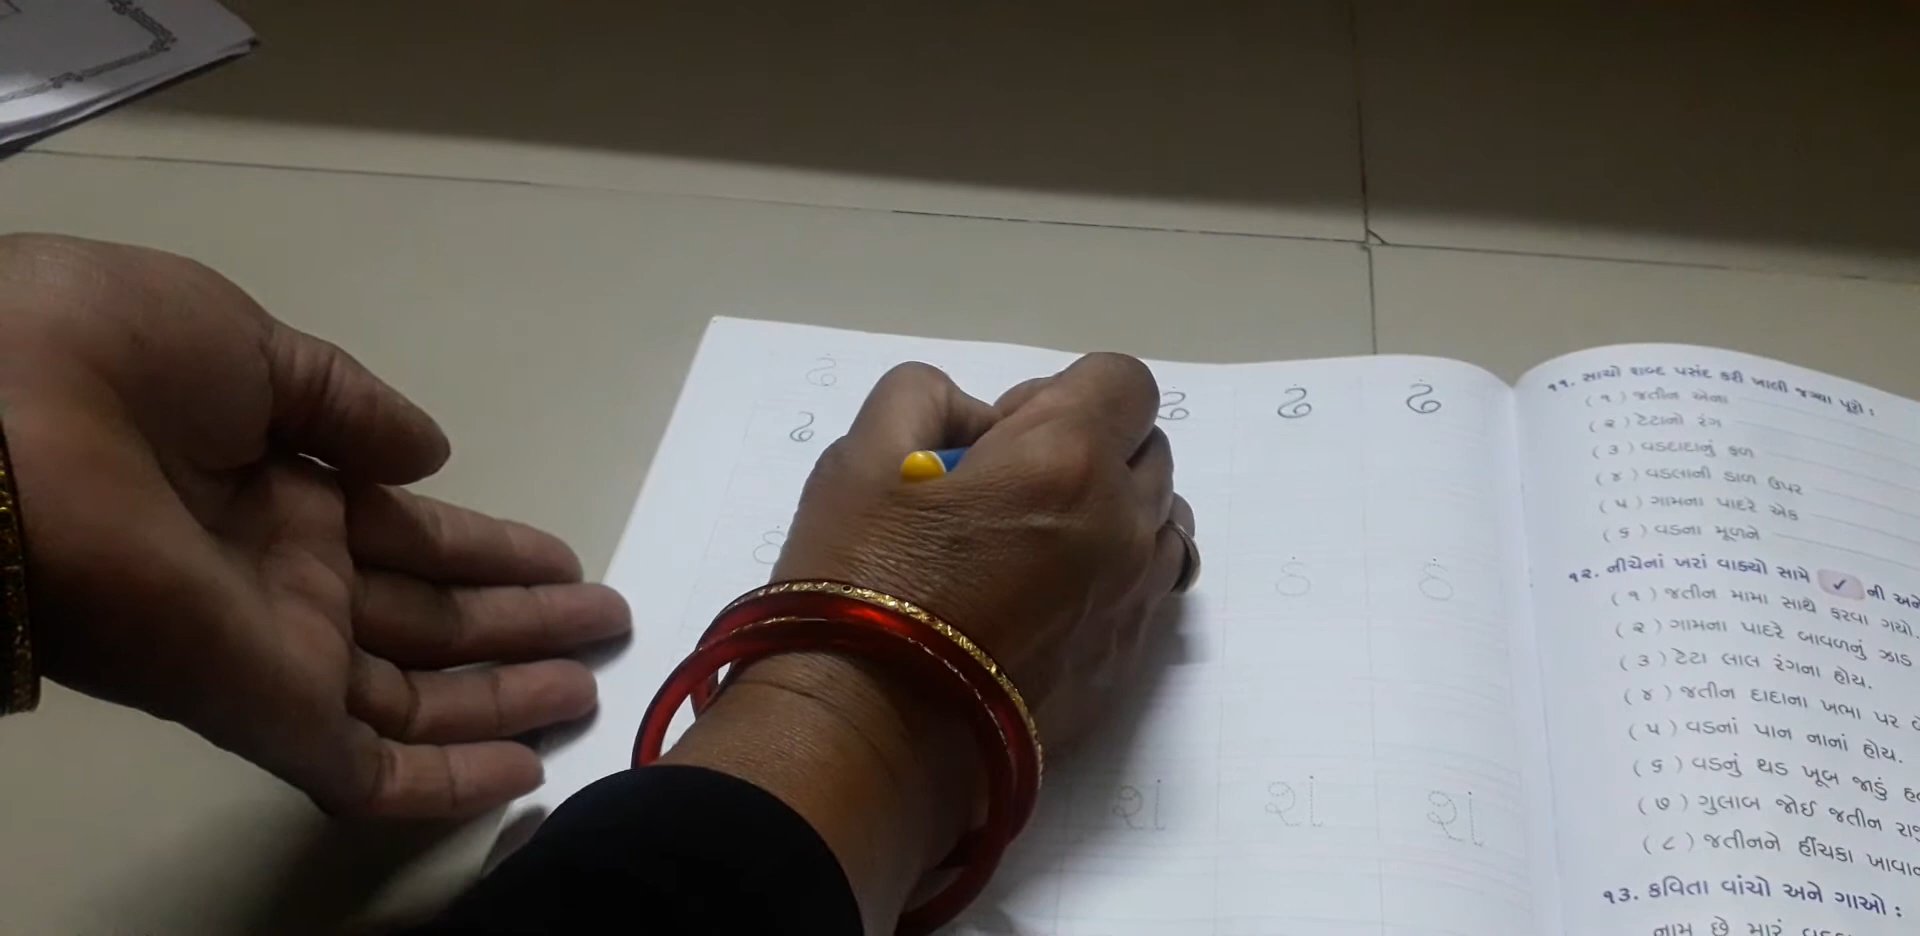 ઢં
ઢ ઢં ઢં ઢં
ઠં ઠં ઠં
શં શં શં
૧૧. સાચો શબ્દ પસંદ કરી ખાલી જગ્યા પૂરો :
(૧) જતીન એના
(૨) ટેટાનો રંગ
(૩) વડદાદાનું ફળ
(૪) વડલાની ડાળ ઉપર
(૫) ગામના પાદરે એક
(૬) વડના મૂળને
૧૨. નીચેનાં ખરાં વાક્યો સામે ✓ ની અને
(૧) જતીન મામા સાથે ફરવા ગયો.
(૨) ગામના પાદરે બાવળનું ઝાડ
(૩) ટેટા લાલ રંગના હોય.
(૪) જતીન દાદાના ખભા પર
(૫) વડનાં પાન નાનાં હોય.
(૬) વડનું થડ ખૂબ જાડું
(૭) ગુલાબ જોઈ જતીન
(૮) જતીનને હીંચકા
૧૩. કવિતા વાંચો અને ગાઓ :
નામ છે મારું